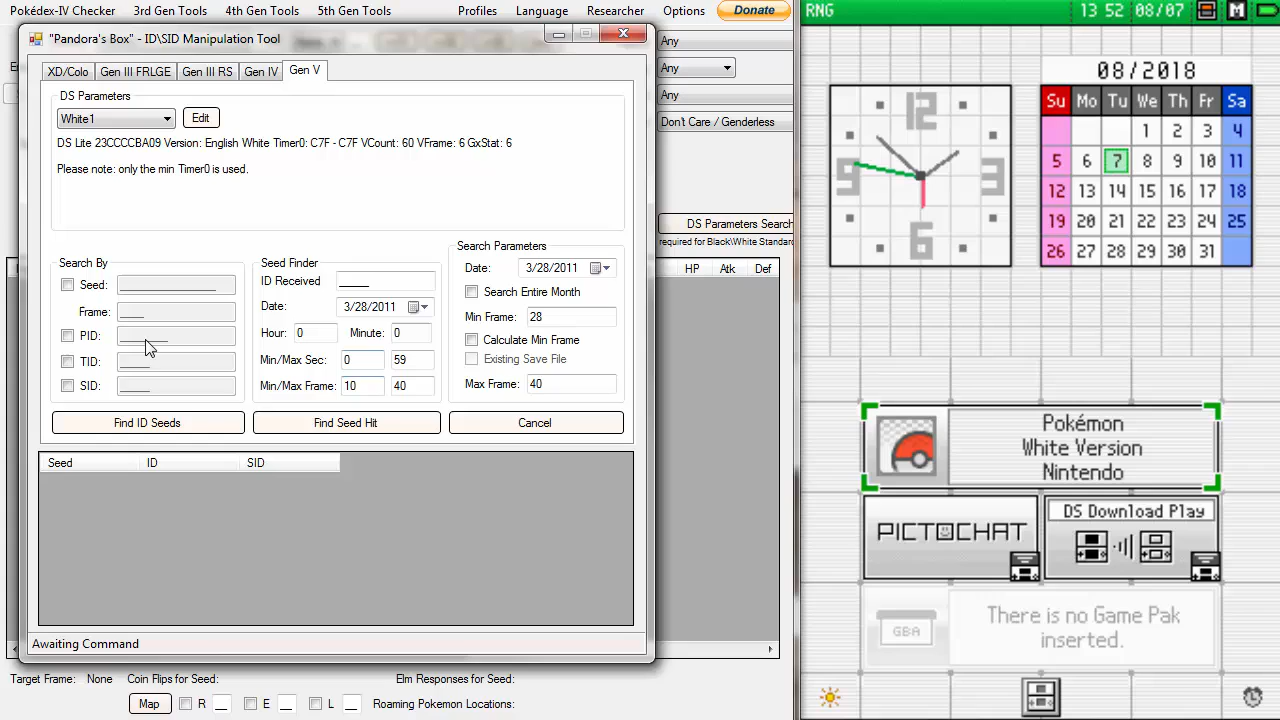 Pokédex-IV Checker 3rd Gen Tools 4th Gen Tools 5th Gen Tools Profiles Language Researcher Options Donate
"Pandora's Box" - ID\SID Manipulation Tool
XD/Colo Gen III FRLGE Gen III RS Gen IV Gen V
DS Parameters
White1 Edit
DS Lite 23CCCCBA09 Version: English White Timer0: C7F - C7F VCount: 60 VFrame: 6 GxStat: 6
Please note: only the min Timer0 is used.
Search By
Seed:
Frame:
PID:
TID:
SID:
Seed Finder
ID Received
Date: 3/28/2011
Hour: 0 Minute: 0
Min/Max Sec: 0 59
Min/Max Frame: 10 40
Search Parameters
Date: 3/28/2011
Search Entire Month
Min Frame: 28
Calculate Min Frame
Existing Save File
Max Frame: 40
Find ID Seeds Find Seed Hit Cancel
Seed ID SID
Awaiting Command
Any
Any
Any
Don't Care / Genderless
DS Parameters Search
required for Black\White Standard
HP Atk Def
Target Frame: None Coin Flips for Seed: Elm Responses for Seed:
R E L Roaming Pokemon Locations
RNG 13 52 08/07 M
12
9 3
6
08/2018
Su Mo Tu We Th Fr Sa
1 2 3 4
5 6 7 8 9 10 11
12 13 14 15 16 17 18
19 20 21 22 23 24 25
26 27 28 29 30 31
Pokémon
White Version
Nintendo
PICTOCHAT
DS Download Play
GBA
There is no Game Pak
inserted.